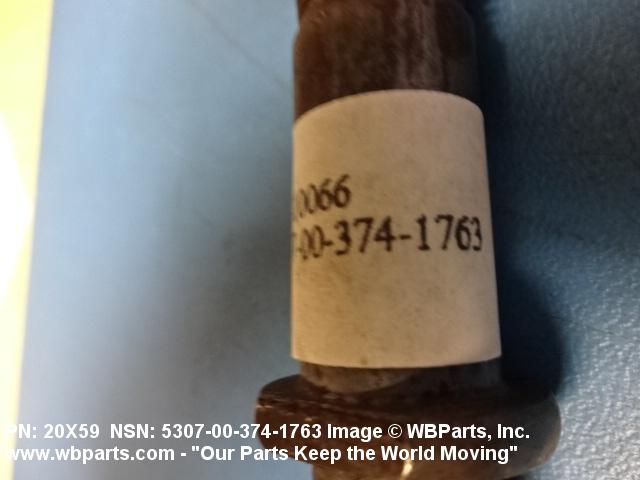 0066
-00-374-1763
PN: 20X59 NSN: 5307-00-374-1763 Image © WBParts, Inc.
www.wbparts.com - "Our Parts Keep the World Moving"